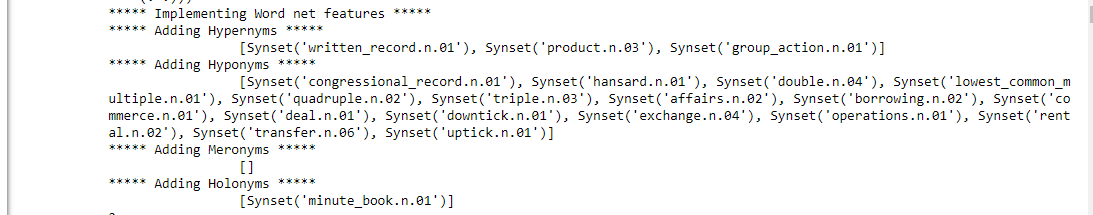 ***** Implementing Word net features *****
***** Adding Hypernyms *****
[Synset('written_record.n.01'), Synset('product.n.03'), Synset('group_action.n.01')]
***** Adding Hyponyms *****
[Synset('congressional_record.n.01'), Synset('hansard.n.01'), Synset('double.n.04'), Synset('lowest_common_m
ultiple.n.01'), Synset('quadruple.n.02'), Synset('triple.n.03'), Synset('affairs.n.02'), Synset('borrowing.n.02'), Synset('co
mmerce.n.01'), Synset('deal.n.01'), Synset('downtick.n.01'), Synset('exchange.n.04'), Synset('operations.n.01'), Synset('rent
al.n.02'), Synset('transfer.n.06'), Synset('uptick.n.01')]
***** Adding Meronyms *****
[]
***** Adding Holonyms *****
[Synset('minute_book.n.01')]